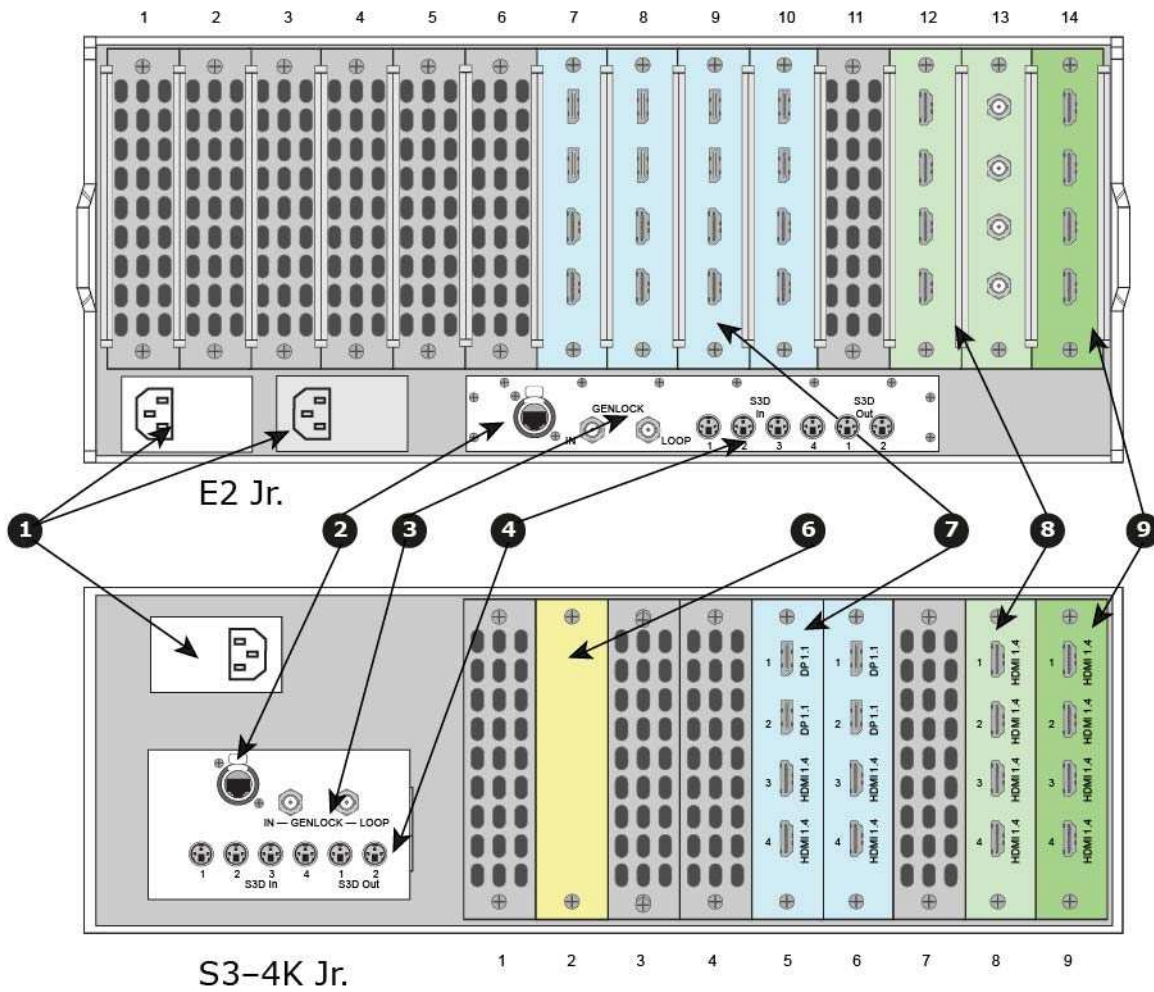 1 2 3 4 5 6 7 8 9 10 11 12 13 14
GENLOCK
IN
LOOP
S3D
In
S3D
Out
1 2 3 4 1 2
E2 Jr.
1 2 3 4 6 7 8 9
1 DP 1.1
2 DP 1.1
3 HDMI 1.4
4 HDMI 1.4
1 DP 1.1
2 DP 1.1
3 HDMI 1.4
4 HDMI 1.4
1 HDMI 1.4
2 HDMI 1.4
3 HDMI 1.4
4 HDMI 1.4
1 HDMI 1.4
2 HDMI 1.4
3 HDMI 1.4
4 HDMI 1.4
IN — GENLOCK — LOOP
1 2 3 4 1 2
S3D In S3D Out
1 2 3 4 5 6 7 8 9
S3–4K Jr.